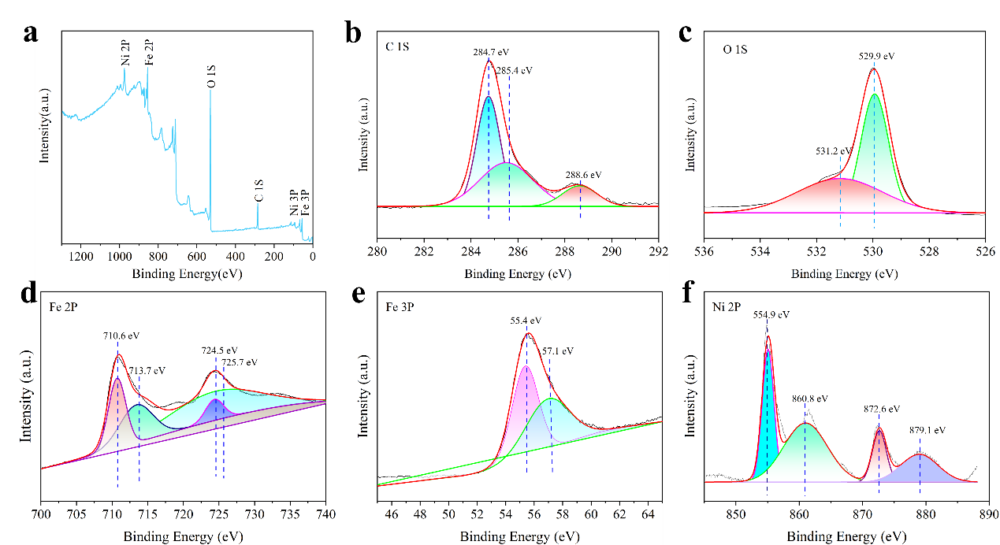 a
Ni 2P
Fe 2P
O 1S
C 1S
Ni 3P
Fe 3P
Intensity(a.u.)
1200 1000 800 600 400 200 0
Binding Energy(eV)
b
C 1S
284.7 eV
285.4 eV
288.6 eV
Intensity (a.u.)
280 282 284 286 288 290 292
Binding Energy (eV)
c
O 1S
529.9 eV
531.2 eV
Intensity (a.u.)
536 534 532 530 528 526
Binding Energy (eV)
d
Fe 2P
710.6 eV
713.7 eV
724.5 eV
725.7 eV
Intensity (a.u.)
700 705 710 715 720 725 730 735 740
Binding Energy (eV)
e
Fe 3P
55.4 eV
57.1 eV
Intensity (a.u.)
46 48 50 52 54 56 58 60 62 64
Binding Energy (eV)
f
Ni 2P
554.9 eV
860.8 eV
872.6 eV
879.1 eV
Intensity (a.u.)
850 860 870 880 890
Binding Energy (eV)